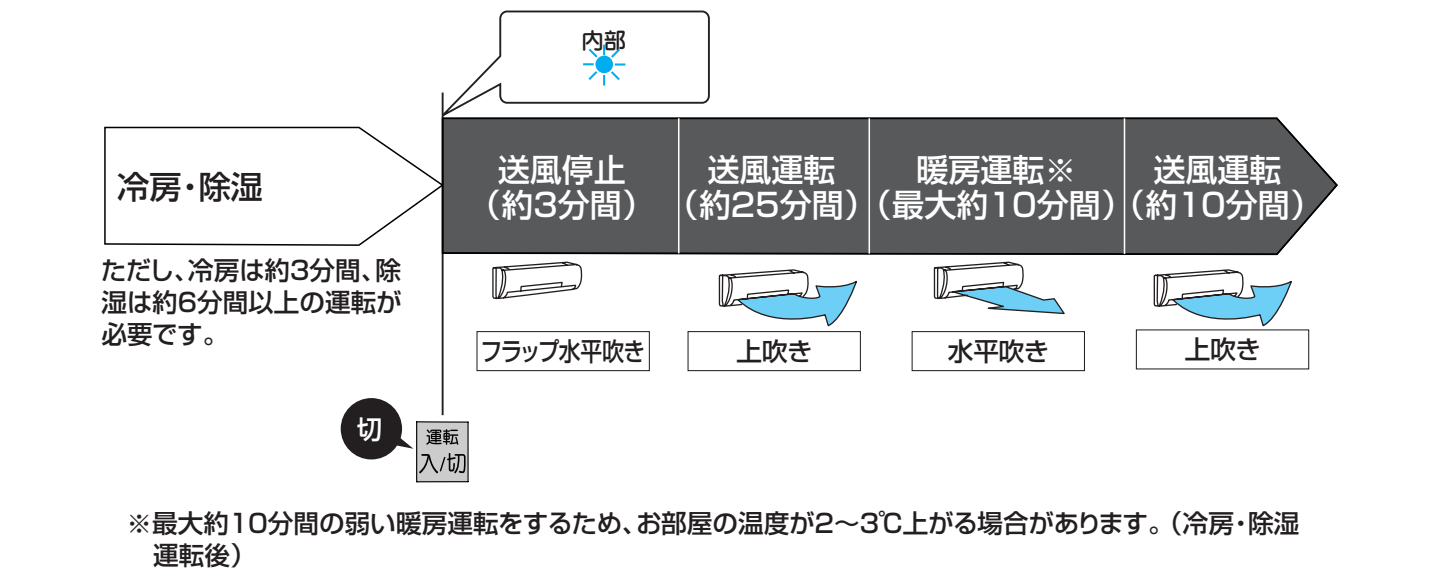 内部
冷房・除湿
送風停止
（約3分間）
送風運転
（約25分間）
暖房運転※
（最大約10分間）
送風運転
（約10分間）
ただし、冷房は約3分間、除
湿は約6分間以上の運転が
必要です。
フラップ水平吹き
上吹き
水平吹き
上吹き
切
運転
入/切
※最大約10分間の弱い暖房運転をするため、お部屋の温度が2～3℃上がる場合があります。（冷房・除湿
運転後）